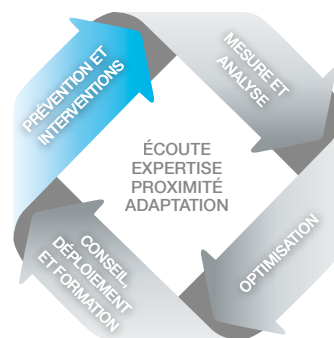 PRÉVENTION ET
INTERVENTIONS
MESURE ET
ANALYSE
ÉCOUTE
EXPERTISE
PROXIMITÉ
ADAPTATION
OPTIMISATION
CONSEIL,
DÉPLOIEMENT
ET FORMATION